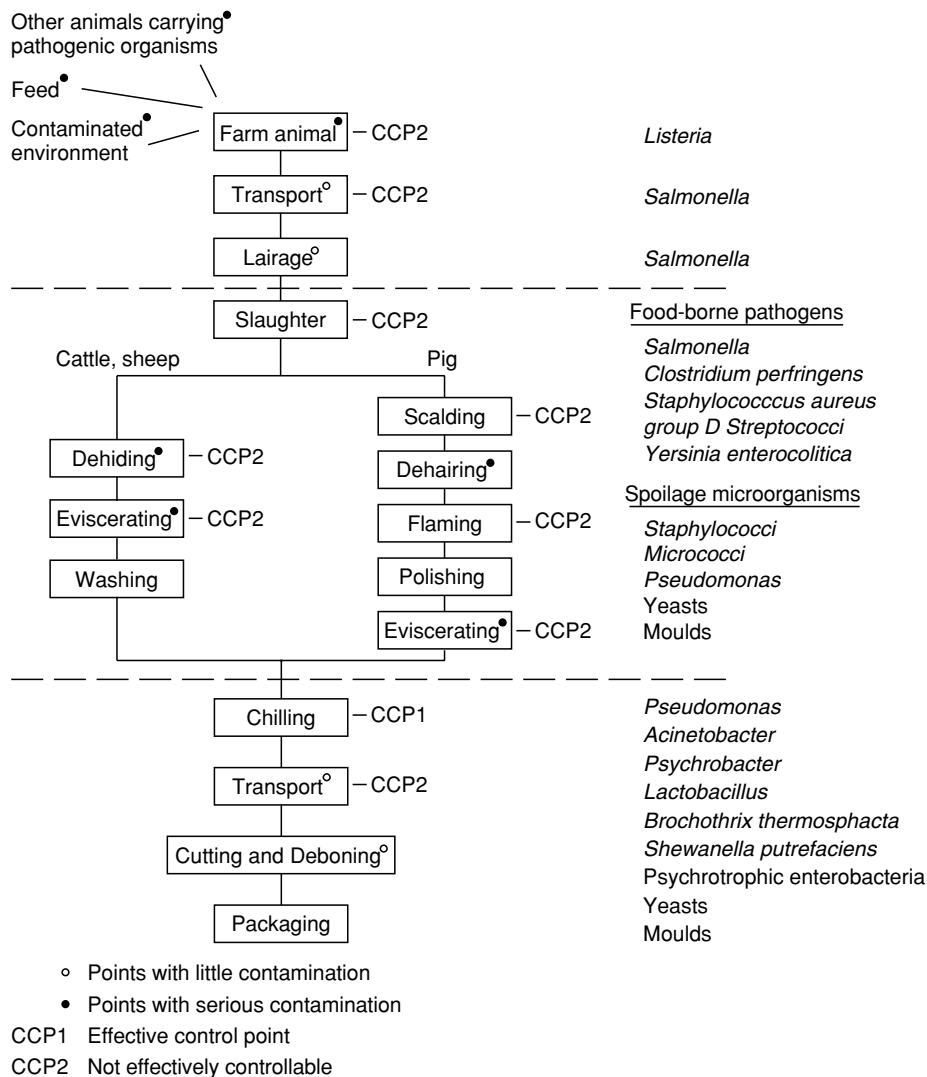 Other animals carrying●
pathogenic organisms
Feed●
Contaminated●
environment
Farm animal●
– CCP2
Listeria
Transport○
– CCP2
Salmonella
Lairage○
Salmonella
Slaughter
– CCP2
Food-borne pathogens
Salmonella
Clostridium perfringens
Staphylococccus aureus
group D Streptococci
Yersinia enterocolitica
Spoilage microorganisms
Staphylococci
Micrococci
Pseudomonas
Yeasts
Moulds
Cattle, sheep
Dehiding●
– CCP2
Eviscerating●
– CCP2
Washing
Pig
Scalding
– CCP2
Dehairing●
Flaming
– CCP2
Polishing
Eviscerating●
– CCP2
Chilling
– CCP1
Transport○
– CCP2
Cutting and Deboning○
Packaging
Pseudomonas
Acinetobacter
Psychrobacter
Lactobacillus
Brochothrix thermosphacta
Shewanella putrefaciens
Psychrotrophic enterobacteria
Yeasts
Moulds
○ Points with little contamination
● Points with serious contamination
CCP1 Effective control point
CCP2 Not effectively controllable